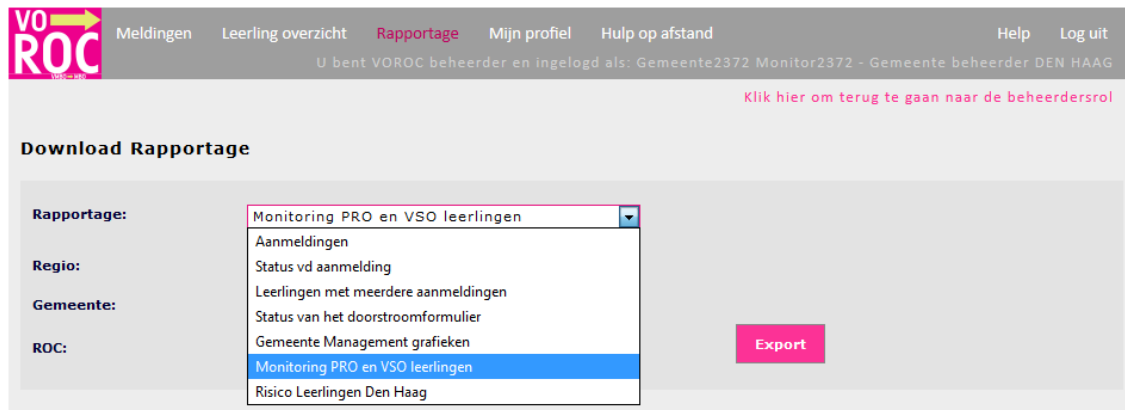 VO
ROC
VMBO MBO
Meldingen Leerling overzicht Rapportage Mijn profiel Hulp op afstand Help Log uit
U bent VOROC beheerder en ingelogd als: Gemeente2372 Monitor2372 - Gemeente beheerder DEN HAAG
Klik hier om terug te gaan naar de beheerdersrol
Download Rapportage
Rapportage: Monitoring PRO en VSO leerlingen
Aanmeldingen
Regio: Status vd aanmelding
Leerlingen met meerdere aanmeldingen
Gemeente: Status van het doorstroomformulier
ROC: Gemeente Management grafieken Export
Monitoring PRO en VSO leerlingen
Risico Leerlingen Den Haag